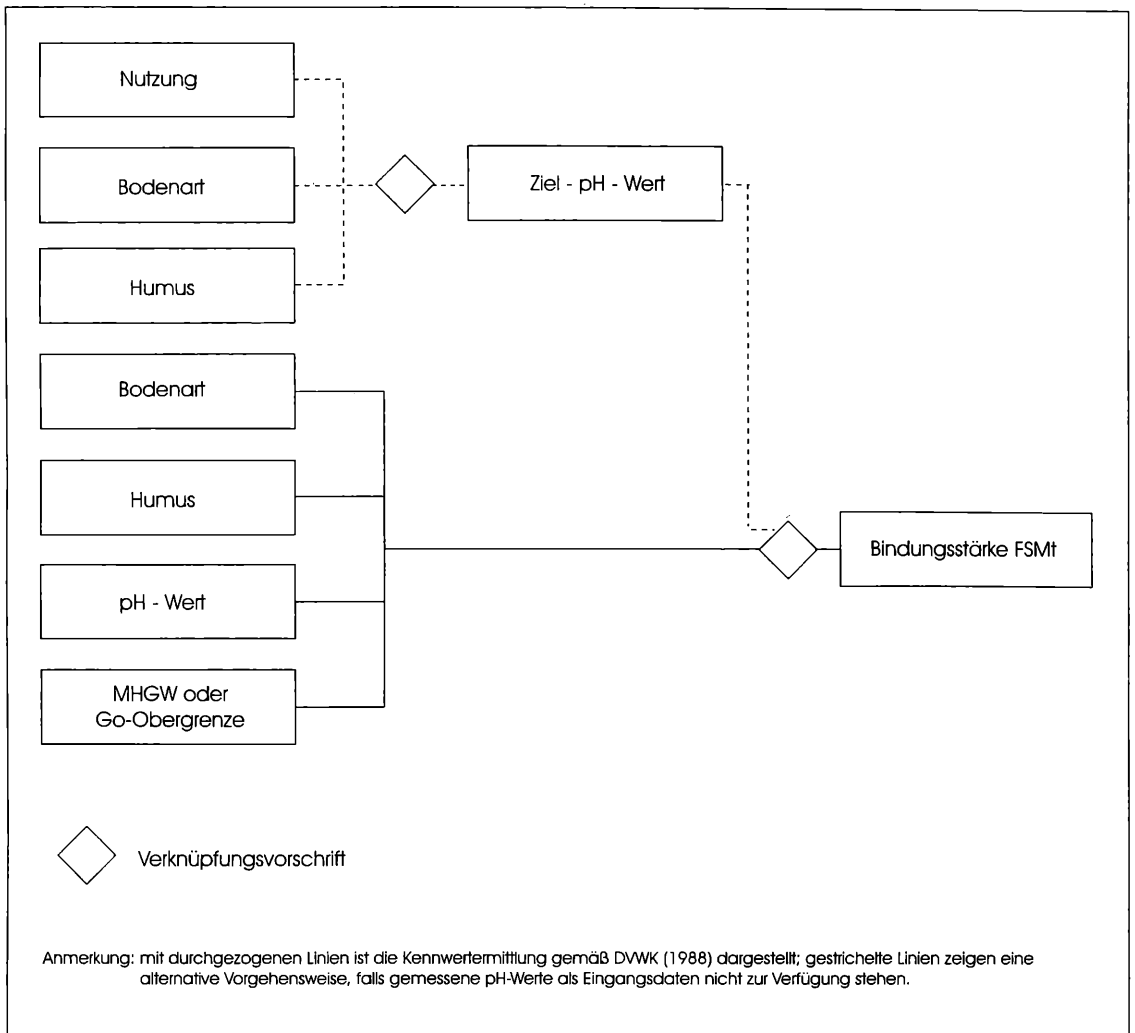 Nutzung
Bodenart
Ziel - pH - Wert
Humus
Bodenart
Humus
Bindungsstärke FSMt
pH - Wert
MHGW oder
Go-Obergrenze
Verknüpfungsvorschrift
Anmerkung: mit durchgezogenen Linien ist die Kennwertermittlung gemäß DVWK (1988) dargestellt; gestrichelte Linien zeigen eine
alternative Vorgehensweise, falls gemessene pH-Werte als Eingangsdaten nicht zur Verfügung stehen.